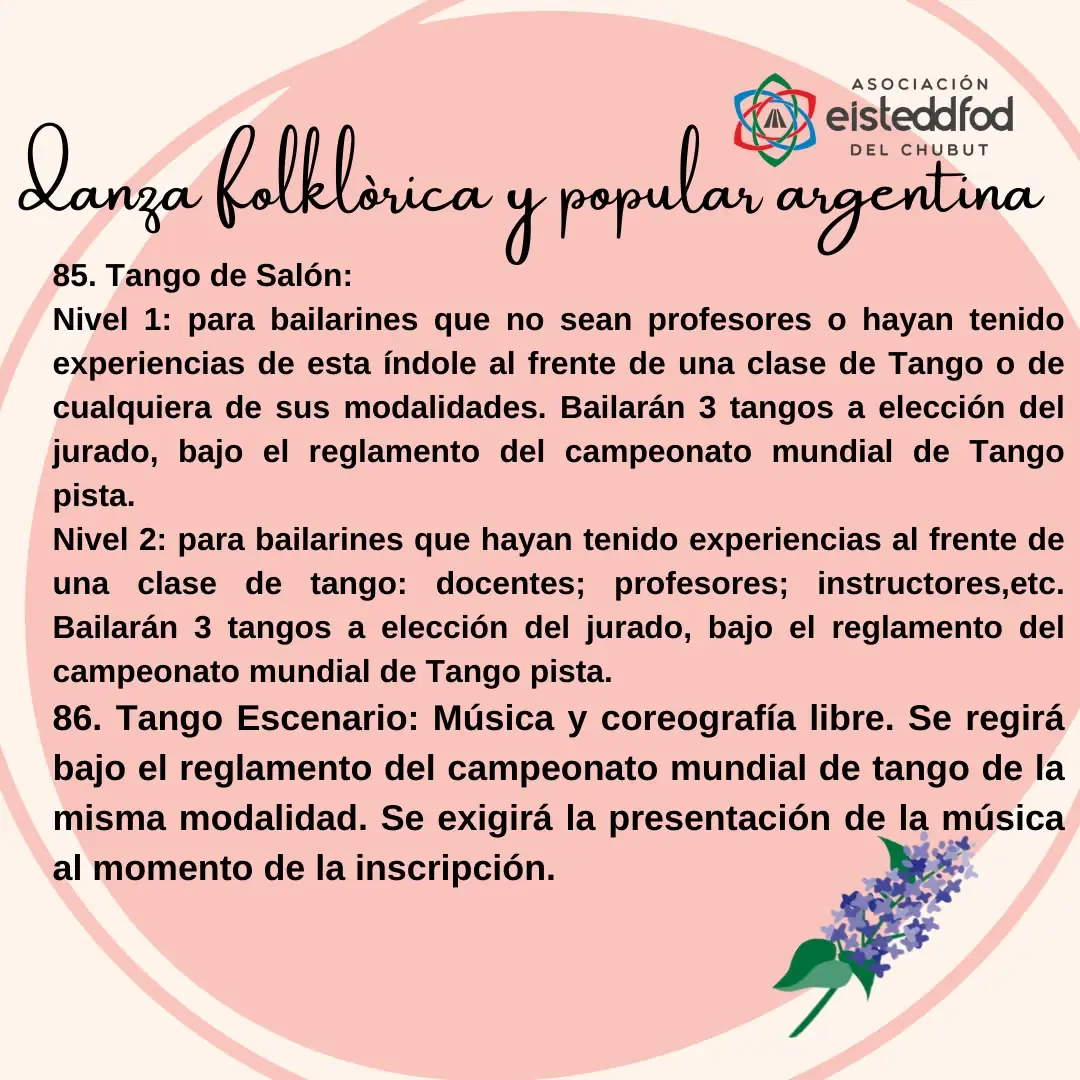 ASOCIACIÓN
eisteddfod
DEL CHUBUT
danza folklòrica y popular argentina
85. Tango de Salón:
Nivel 1: para bailarines que no sean profesores o hayan tenido
experiencias de esta índole al frente de una clase de Tango o de
cualquiera de sus modalidades. Bailarán 3 tangos a elección del
jurado, bajo el reglamento del campeonato mundial de Tango
pista.
Nivel 2: para bailarines que hayan tenido experiencias al frente de
una clase de tango: docentes; profesores; instructores,etc.
Bailarán 3 tangos a elección del jurado, bajo el reglamento del
campeonato mundial de Tango pista.
86. Tango Escenario: Música y coreografía libre. Se regirá
bajo el reglamento del campeonato mundial de tango de la
misma modalidad. Se exigirá la presentación de la música
al momento de la inscripción.